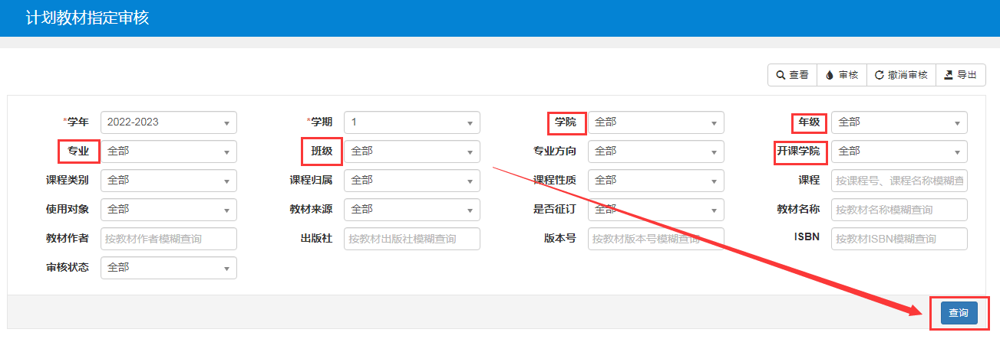 计划教材指定审核
查看 审核 撤消审核 导出
*学年 2022-2023 *学期 1 学院 全部 年级 全部
专业 全部 班级 全部 专业方向 全部 开课学院 全部
课程类别 全部 课程归属 全部 课程性质 全部 课程 按课程号、课程名称模糊查
使用对象 全部 教材来源 全部 是否征订 全部 教材名称 按教材名称模糊查询
教材作者 按教材作者模糊查询 出版社 按教材出版社模糊查询 版本号 按教材版本号模糊查询 ISBN 按教材ISBN模糊查询
审核状态 全部
查询